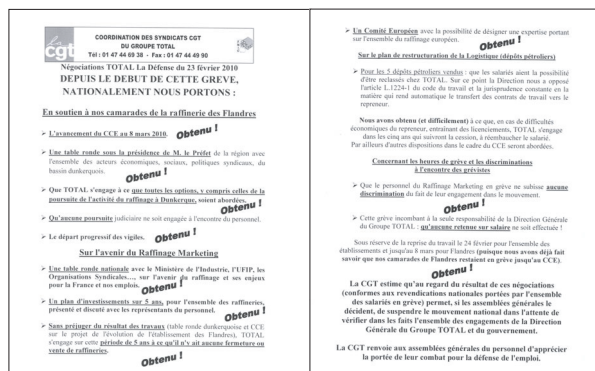 cgt
COORDINATION DES SYNDICATS CGT
DU GROUPE TOTAL
Tél : 01 47 44 69 38 - Fax : 01 47 44 49 90
Négociations TOTAL La Défense du 23 février 2010
DEPUIS LE DEBUT DE CETTE GREVE,
NATIONALEMENT NOUS PORTONS :
En soutien à nos camarades de la raffinerie des Flandres
➢ L'avancement du CCE au 8 mars 2010. Obtenu !
➢ Une table ronde sous la présidence de M. le Préfet de la région avec
l'ensemble des acteurs économiques, sociaux, politiques syndicaux, du
bassin dunkerquois.
Obtenu !
➢ Que TOTAL s'engage à ce que toutes les options, y compris celles de la
poursuite de l'activité du raffinage à Dunkerque, soient abordées.
Obtenu !
➢ Qu'aucune poursuite judiciaire ne soit engagée à l'encontre du personnel.
Obtenu !
➢ Le départ progressif des vigiles. Obtenu !
Sur l'avenir du Raffinage Marketing
➢ Une table ronde nationale avec le Ministère de l'Industrie, l'UFIP, les
Organisations Syndicales..., sur l'avenir du raffinage et ses enjeux
pour la France et nos emplois. Obtenu !
➢ Un plan d'investissements sur 5 ans, pour l'ensemble des raffineries,
présenté et discuté avec les représentants du personnel.
Obtenu !
➢ Sans préjuger du résultat des travaux (table ronde dunkerquoise et CCE
sur le projet de l'évolution de l'établissement des Flandres), TOTAL
s'engage sur cette période de 5 ans à ce qu'il n'y ait aucune fermeture ou
vente de raffineries.
Obtenu !
➢ Un Comité Européen avec la possibilité de désigner une expertise portant
sur l'ensemble du raffinage européen.
Obtenu !
Sur le plan de restructuration de la Logistique (dépôts pétroliers)
➢ Pour les 5 dépôts pétroliers vendus : que les salariés aient la possibilité
d'être reclassés chez TOTAL. Sur ce point la Direction nous a opposé
l'article L.1224-1 du code du travail et la jurisprudence constante en la
matière qui rend automatique le transfert des contrats de travail vers le
repreneur.
Nous avons obtenu (et difficilement) à ce que, en cas de difficultés
économiques du repreneur, entraînant des licenciements, TOTAL s'engage
dans les cinq ans qui suivront la cession, à réembaucher le salarié.
Par ailleurs d'autres dispositions dans le cadre du CCE seront abordées.
Concernant les heures de grève et les discriminations
à l'encontre des grévistes
➢ Que le personnel du Raffinage Marketing en grève ne subisse aucune
discrimination du fait de leur engagement dans le mouvement.
Obtenu !
➢ Cette grève incombant à la seule responsabilité de la Direction Générale
du Groupe TOTAL : qu'aucune retenue sur salaire ne soit effectuée !
Sous réserve de la reprise du travail le 24 février pour l'ensemble des
établissements et jusqu'au 8 mars pour Flandres (puisque nous avons déjà fait
savoir que nos camarades de Flandres restaient en grève jusqu'au CCE).
Obtenu !
La CGT estime qu'au regard du résultat de ces négociations
(conformes aux revendications nationales portées par l'ensemble
des salariés en grève) permet, si les assemblées générales le
décident, de suspendre le mouvement national dans l'attente de
vérifier dans les faits l'ensemble des engagements de la Direction
Générale du Groupe TOTAL et du gouvernement.
La CGT renvoie aux assemblées générales du personnel d'apprécier
la portée de leur combat pour la défense de l'emploi.